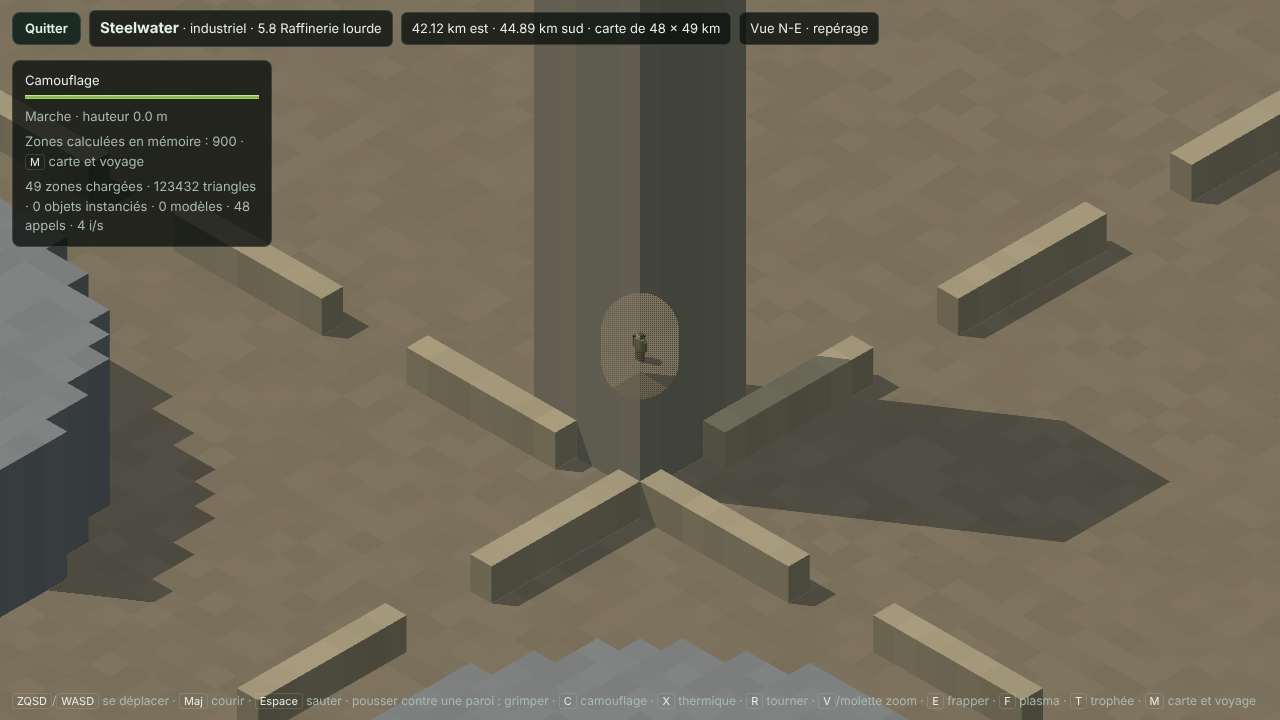 Quitter
Steelwater · industriel · 5.8 Raffinerie lourde
42.12 km est · 44.89 km sud · carte de 48 × 49 km
Vue N-E · repérage
Camouflage
Marche · hauteur 0.0 m
Zones calculées en mémoire : 900 ·
M carte et voyage
49 zones chargées · 123432 triangles
· 0 objets instanciés · 0 modèles · 48
appels · 4 i/s
ZQSD / WASD se déplacer · Maj courir · Espace sauter · pousser contre une paroi : grimper · C camouflage · X thermique · R tourner · V /molette zoom · E frapper · F plasma · T trophée · M carte et voyage